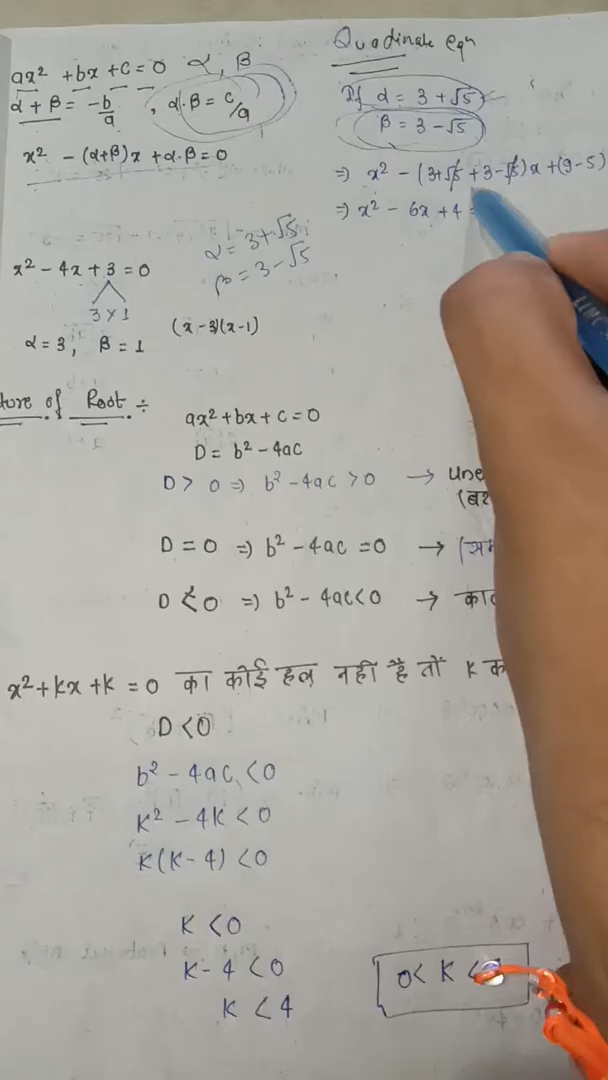 Quadinate eqn
ax² + bx + c = 0 α, β
α + β = -b/a , α·β = c/a
x² - (α+β)x + α·β = 0
If α = 3 + √5
β = 3 - √5
=> x² - (3+√5 + 3-√5)x + (9-5)
=> x² - 6x + 4
α = 3+√5
β = 3-√5
x² - 4x + 3 = 0
3 × 1
(x-3)(x-1)
α = 3, β = 1
of Root ÷
ax² + bx + c = 0
D = b² - 4ac
D > 0 => b² - 4ac > 0 →
D = 0 => b² - 4ac = 0 →
D < 0 => b² - 4ac < 0 →
x² + kx + k = 0 का कोई हल नहीं है तों k
D < 0
b² - 4ac < 0
K² - 4K < 0
K(K-4) < 0
K < 0
K - 4 < 0
K < 4
0 < K <